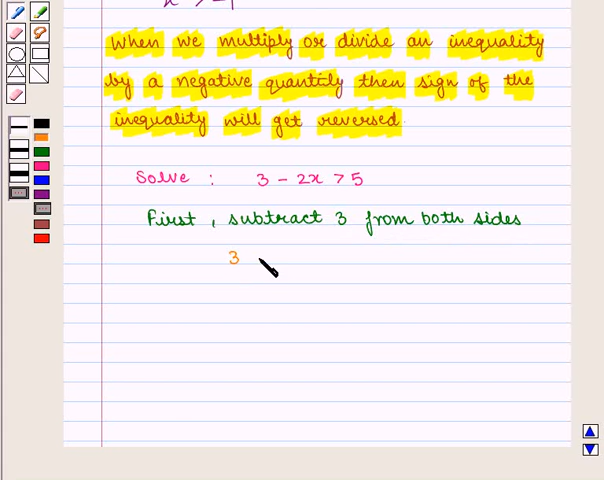 When we multiply or divide an inequality
by a negative quantity then sign of the
inequality will get reversed.
Solve : 3 - 2x > 5
First, subtract 3 from both sides
3